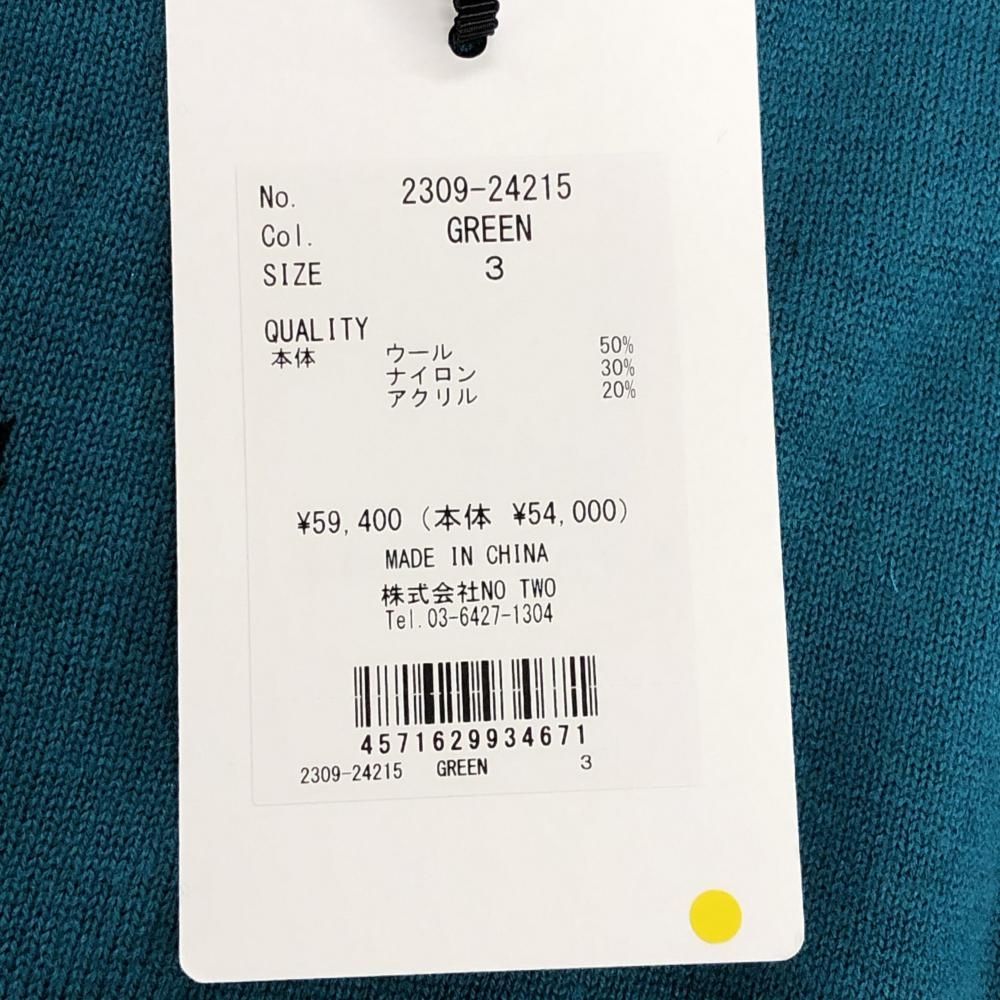 No. 2309-24215
Col. GREEN
SIZE 3
QUALITY
本体 ウール 50%
ナイロン 30%
アクリル 20%
¥59,400 (本体 ¥54,000)
MADE IN CHINA
株式会社NO TWO
Tel.03-6427-1304
4571629934671
2309-24215 GREEN 3